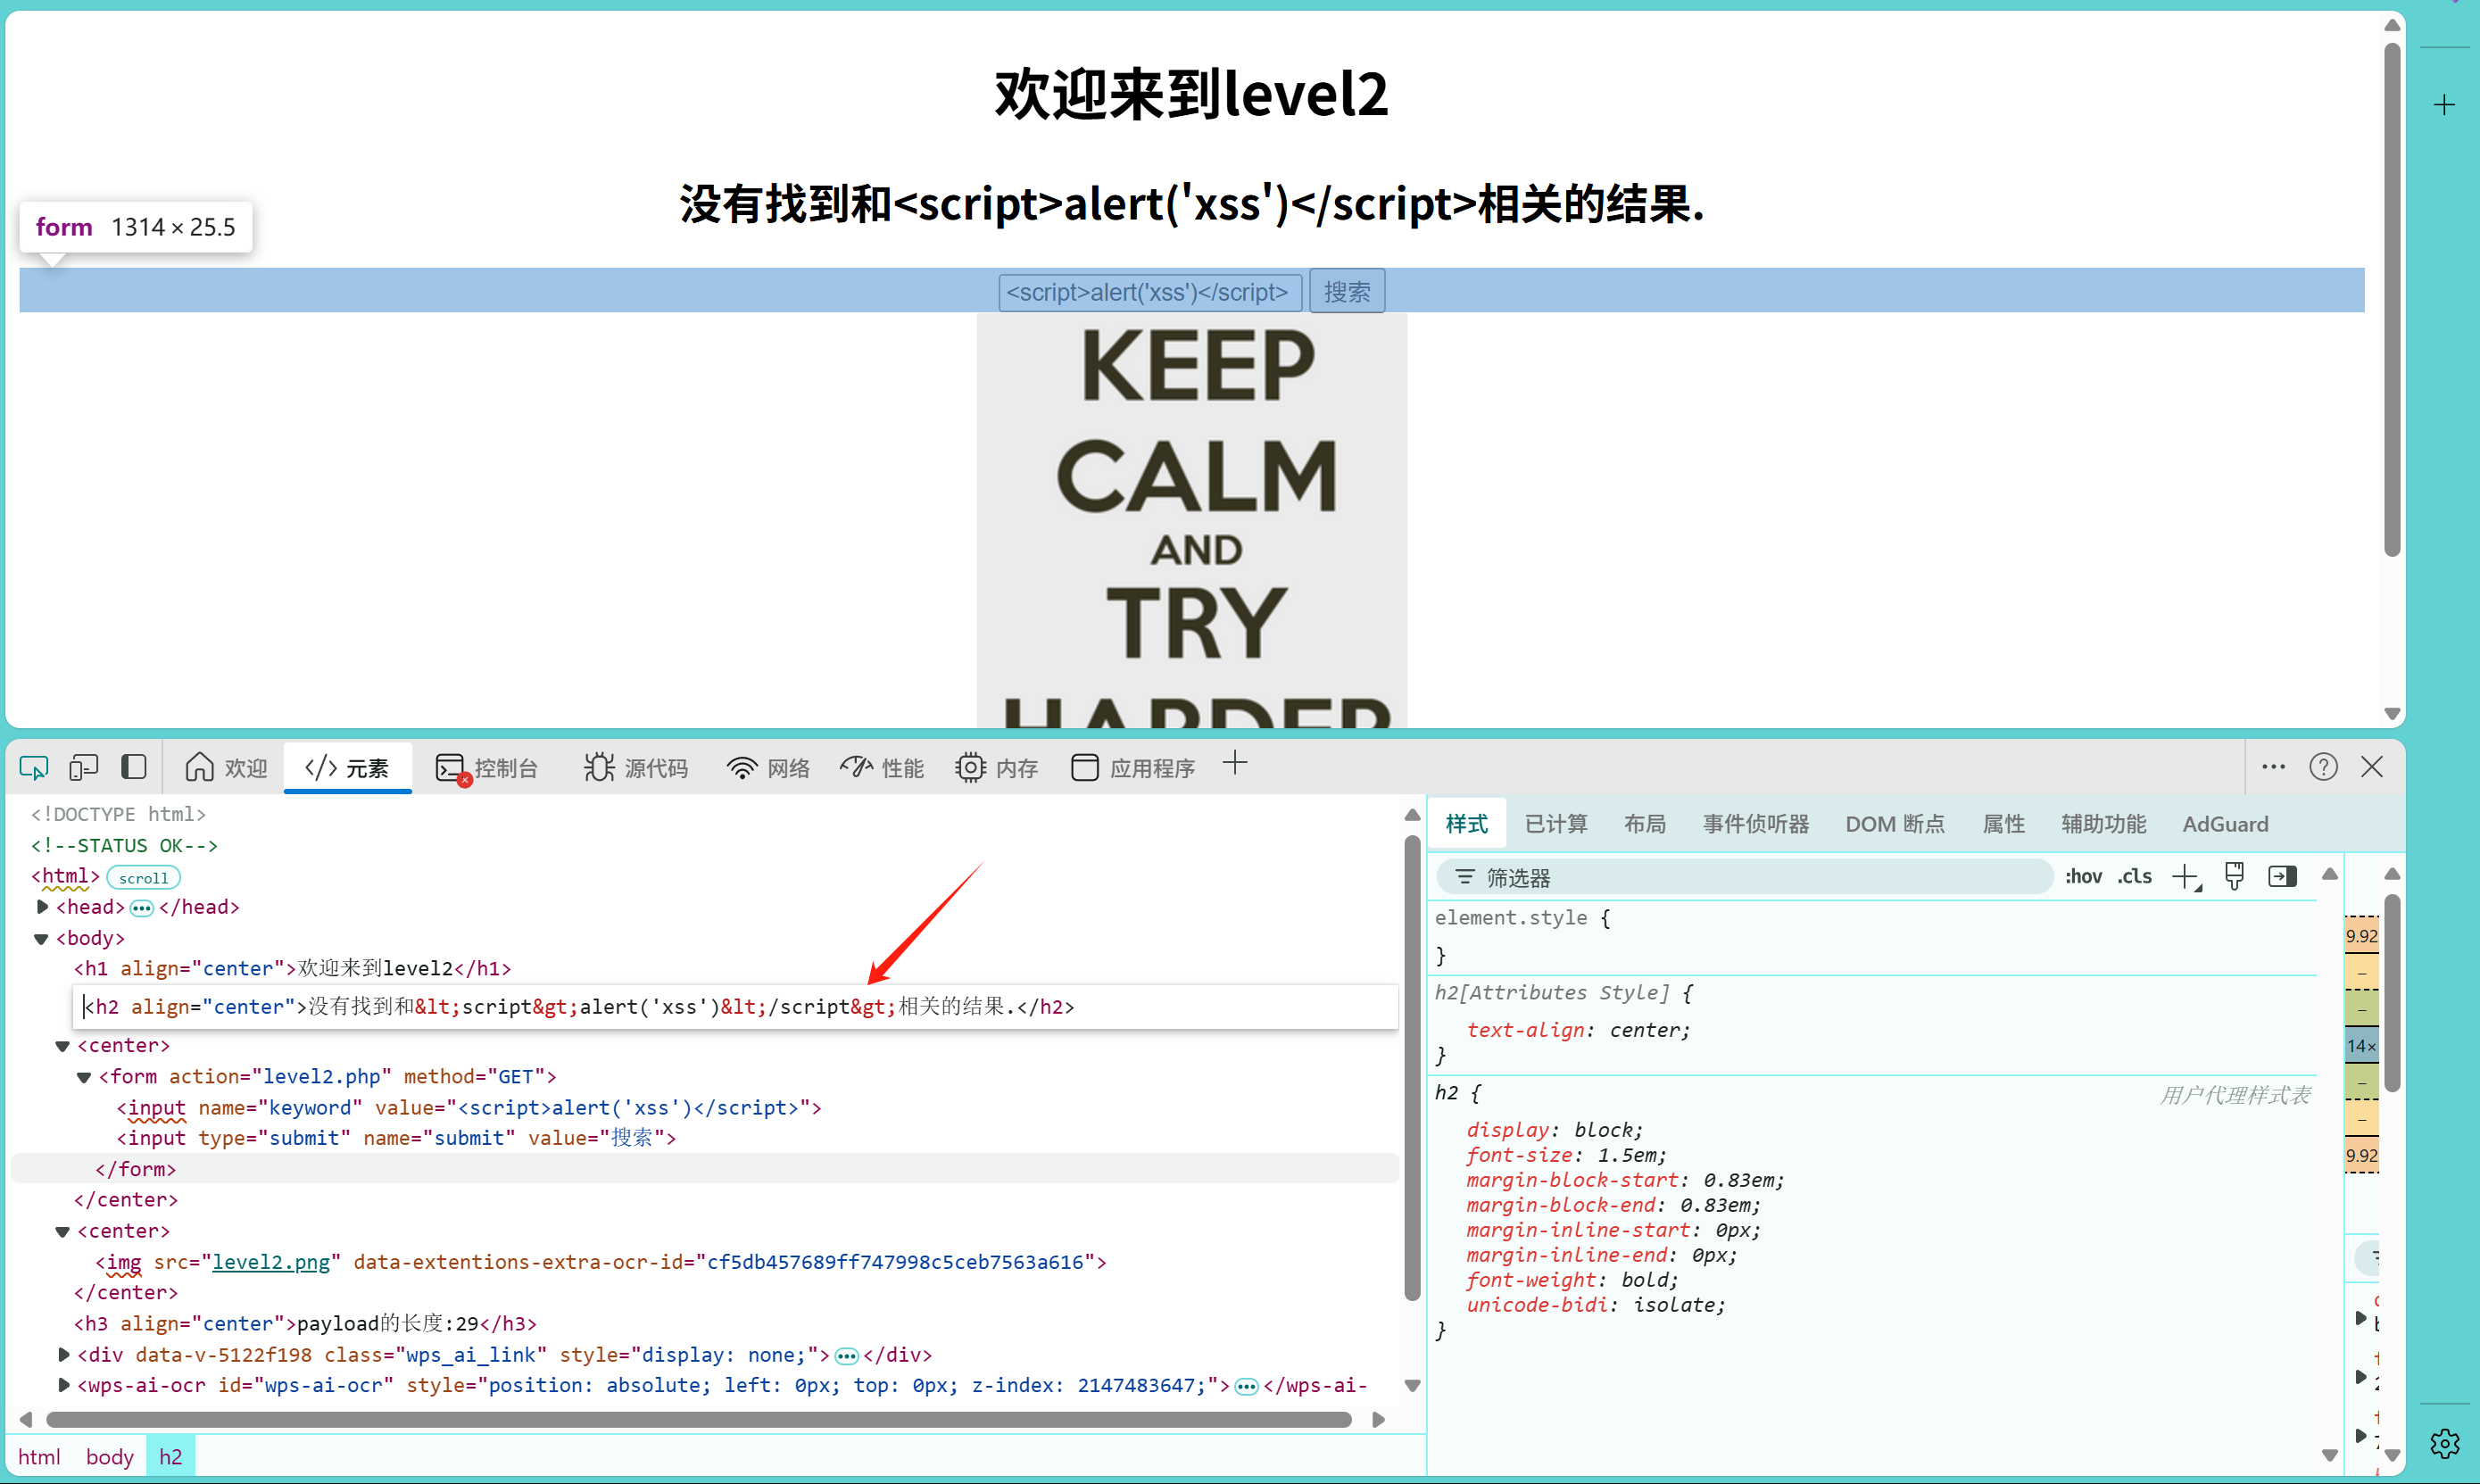 欢迎来到level2
没有找到和<script>alert('xss')</script>相关的结果.
form 1314 × 25.5
<script>alert('xss')</script> 搜索
KEEP
CALM
AND
TRY
HARDER
欢迎 </> 元素 控制台 源代码 网络 性能 内存 应用程序
<!DOCTYPE html>
<!--STATUS OK-->
<html> scroll
<head> ••• </head>
<body>
<h1 align="center">欢迎来到level2</h1>
<h2 align="center">没有找到和&lt;script&gt;alert('xss')&lt;/script&gt;相关的结果.</h2>
<center>
<form action="level2.php" method="GET">
<input name="keyword" value="<script>alert('xss')</script>">
<input type="submit" name="submit" value="搜索">
</form>
</center>
<center>
<img src="level2.png" data-extentions-extra-ocr-id="cf5db457689ff747998c5ceb7563a616">
</center>
<h3 align="center">payload的长度:29</h3>
<div data-v-5122f198 class="wps_ai_link" style="display: none;"> ••• </div>
<wps-ai-ocr id="wps-ai-ocr" style="position: absolute; left: 0px; top: 0px; z-index: 2147483647;"> ••• </wps-ai-
html body h2
样式 已计算 布局 事件侦听器 DOM 断点 属性 辅助功能 AdGuard
筛选器 :hov .cls
element.style {
}
h2[Attributes Style] {
text-align: center;
}
h2 { 用户代理样式表
display: block;
font-size: 1.5em;
margin-block-start: 0.83em;
margin-block-end: 0.83em;
margin-inline-start: 0px;
margin-inline-end: 0px;
font-weight: bold;
unicode-bidi: isolate;
}
9.92
–
–
14×
–
–
9.92